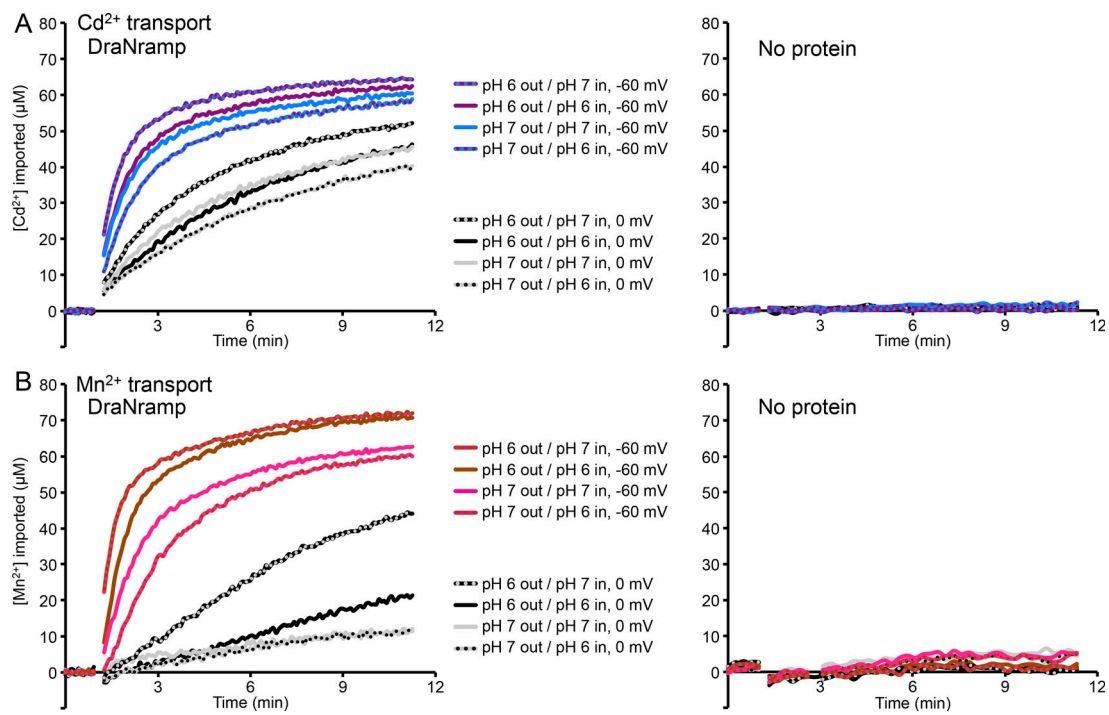 A
Cd²⁺ transport
DraNramp
No protein
[Cd²⁺] imported (µM)
80
70
60
50
40
30
20
10
0
3
6
9
12
Time (min)
pH 6 out / pH 7 in, -60 mV
pH 6 out / pH 7 in, -60 mV
pH 7 out / pH 7 in, -60 mV
pH 7 out / pH 6 in, -60 mV
pH 6 out / pH 7 in, 0 mV
pH 6 out / pH 6 in, 0 mV
pH 7 out / pH 7 in, 0 mV
pH 7 out / pH 6 in, 0 mV
80
70
60
50
40
30
20
10
0
3
6
9
12
Time (min)
B
Mn²⁺ transport
DraNramp
No protein
[Mn²⁺] imported (µM)
80
70
60
50
40
30
20
10
0
3
6
9
12
Time (min)
pH 6 out / pH 7 in, -60 mV
pH 6 out / pH 6 in, -60 mV
pH 7 out / pH 7 in, -60 mV
pH 7 out / pH 6 in, -60 mV
pH 6 out / pH 7 in, 0 mV
pH 6 out / pH 6 in, 0 mV
pH 7 out / pH 7 in, 0 mV
pH 7 out / pH 6 in, 0 mV
80
70
60
50
40
30
20
10
0
3
6
9
12
Time (min)